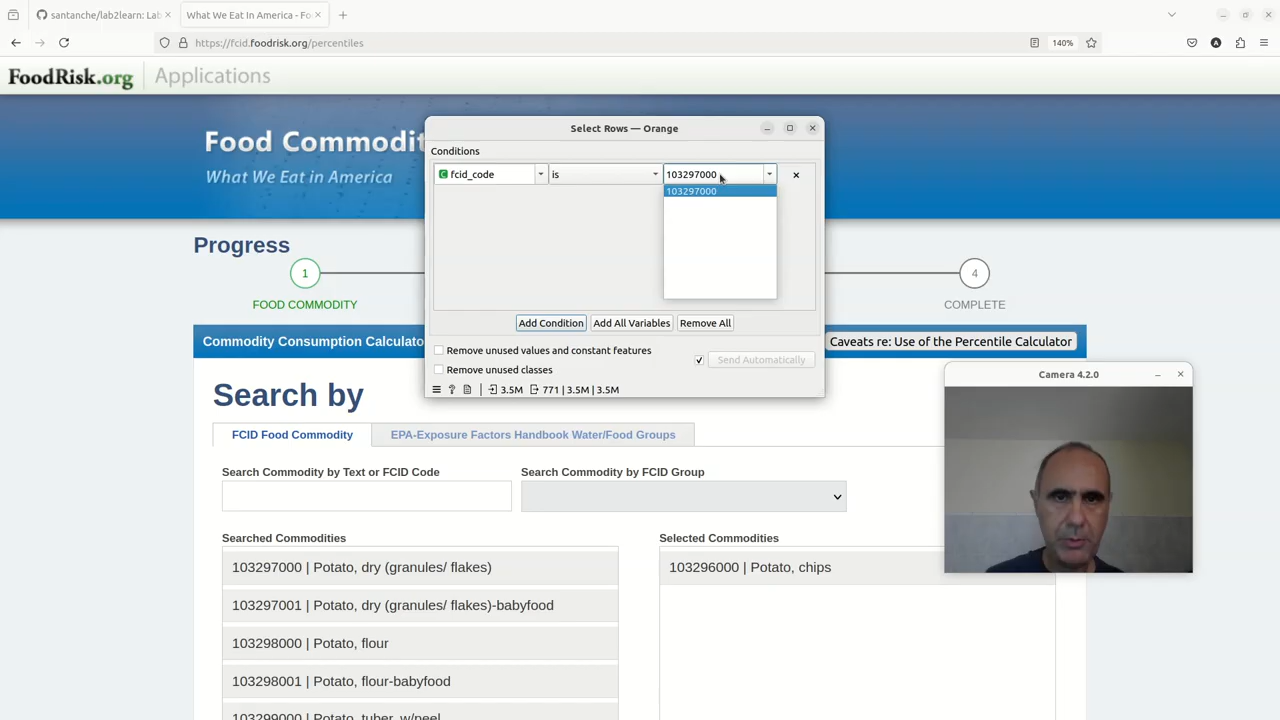 santanche/lab2learn: La
What We Eat In America - Fo
https://fcid.foodrisk.org/percentiles
140%
FoodRisk.org Applications
Food Commodit
What We Eat in America
Select Rows — Orange
Conditions
fcid_code is 103297000
103297000
Add Condition Add All Variables Remove All
Remove unused values and constant features
Remove unused classes
Send Automatically
3.5M 771 | 3.5M | 3.5M
Progress
1 4
FOOD COMMODITY COMPLETE
Commodity Consumption Calculato
Caveats re: Use of the Percentile Calculator
Search by
FCID Food Commodity EPA-Exposure Factors Handbook Water/Food Groups
Search Commodity by Text or FCID Code Search Commodity by FCID Group
Searched Commodities Selected Commodities
103297000 | Potato, dry (granules/ flakes) 103296000 | Potato, chips
103297001 | Potato, dry (granules/ flakes)-babyfood
103298000 | Potato, flour
103298001 | Potato, flour-babyfood
103299000 | Potato, tuber, w/peel
Camera 4.2.0